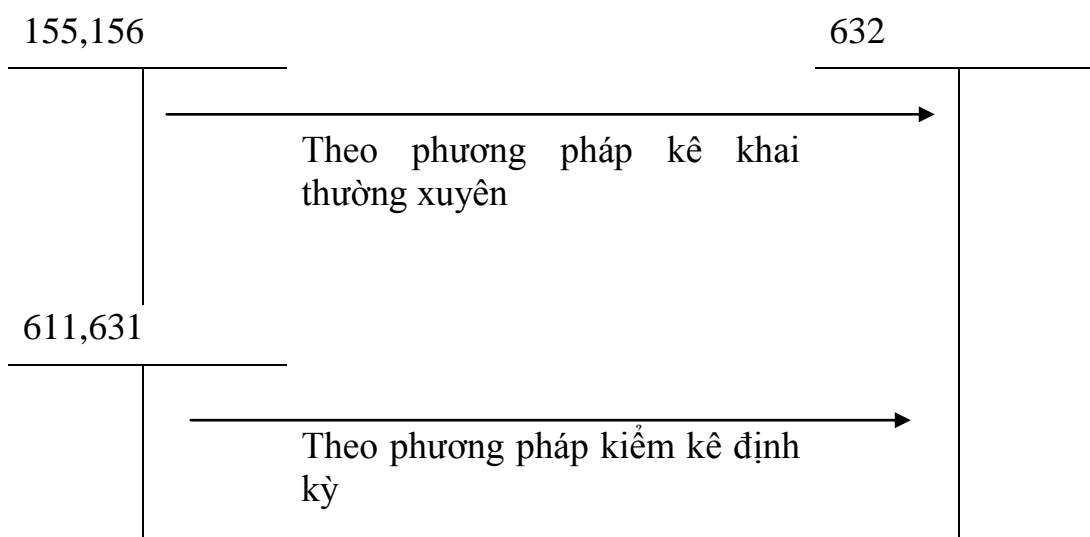 155,156
632
Theo phương pháp kê khai
thường xuyên
611,631
Theo phương pháp kiểm kê định
kỳ